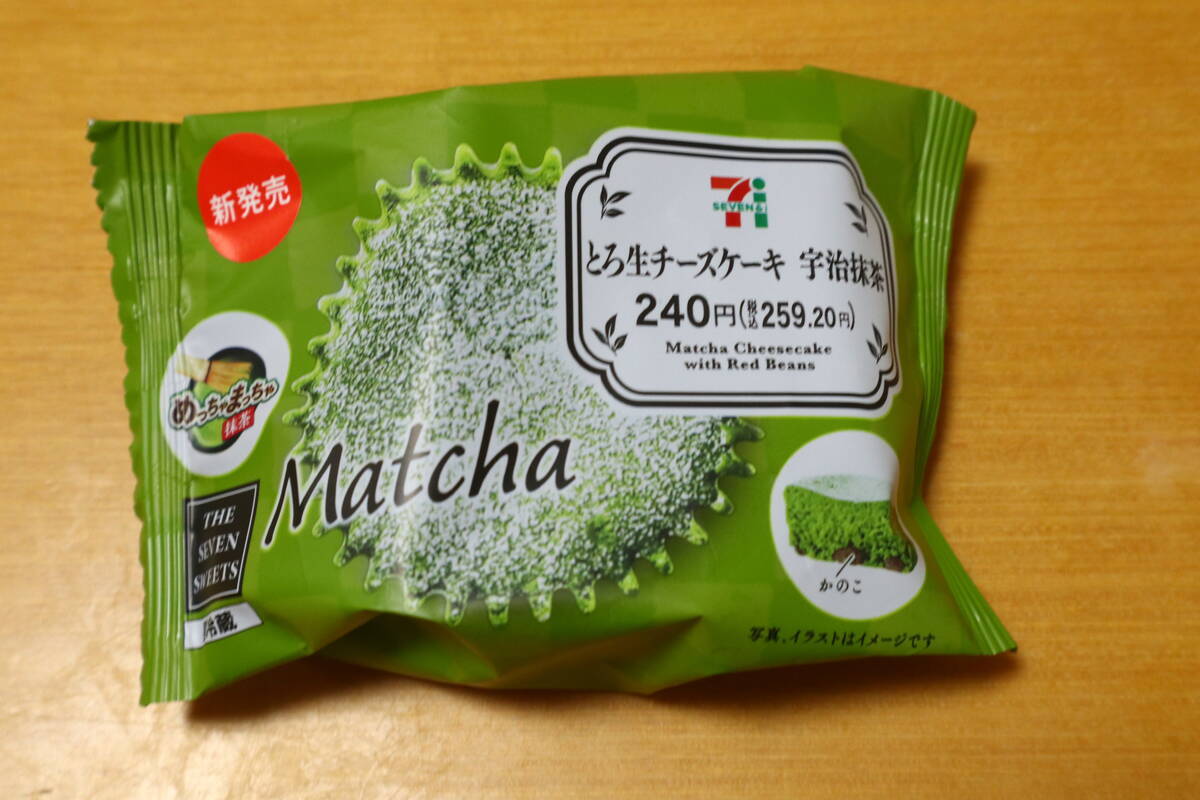 新発売
SEVEN&i
とろ生チーズケーキ 宇治抹茶
240円(税込259.20円)
Matcha Cheesecake
with Red Beans
めっちゃまっちゃ
抹茶
Matcha
THE
SEVEN
SWEETS
冷蔵
かのこ
写真、イラストはイメージです